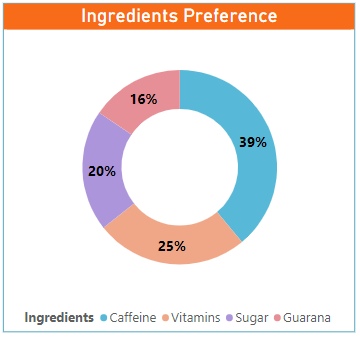 Ingredients Preference
16%
39%
20%
25%
Ingredients Caffeine Vitamins Sugar Guarana